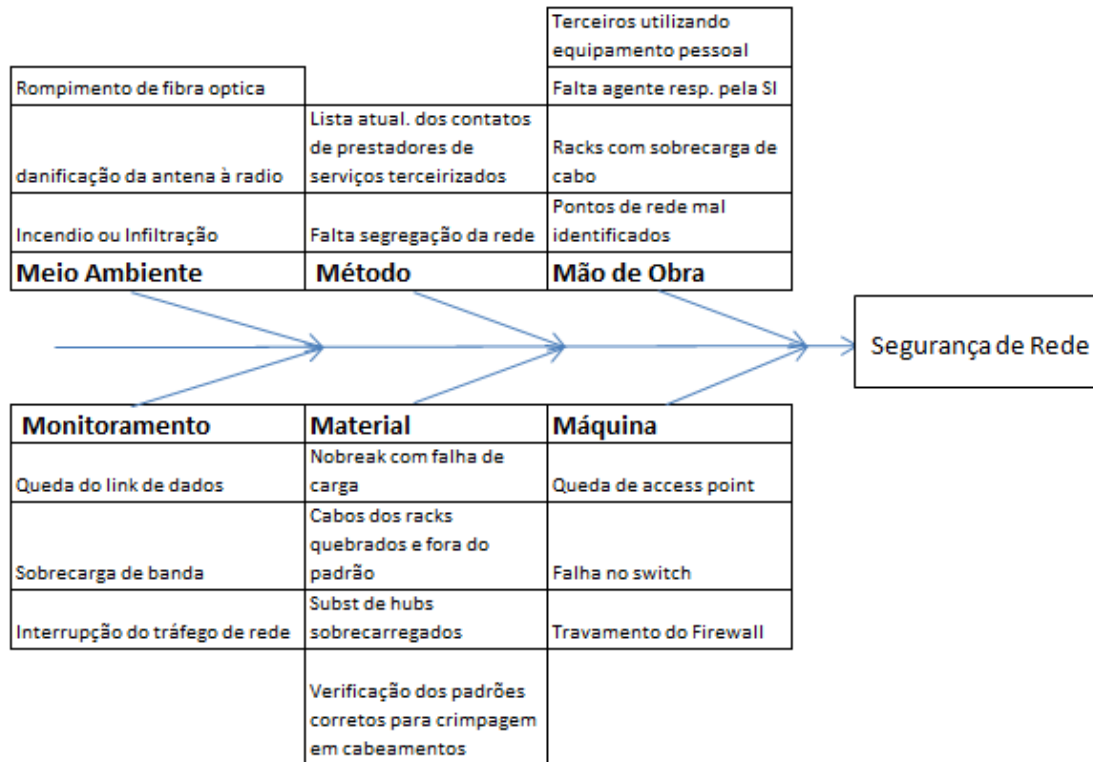 Terceiros utilizando
equipamento pessoal
Rompimento de fibra optica
Falta agente resp. pela SI
danificação da antena à radio
Lista atual. dos contatos
de prestadores de
serviços terceirizados
Racks com sobrecarga de
cabo
Incendio ou Infiltração
Falta segregação da rede
Pontos de rede mal
identificados
Meio Ambiente
Método
Mão de Obra
Segurança de Rede
Monitoramento
Material
Máquina
Queda do link de dados
Nobreak com falha de
carga
Queda de access point
Sobrecarga de banda
Cabos dos racks
quebrados e fora do
padrão
Falha no switch
Interrupção do tráfego de rede
Subst de hubs
sobrecarregados
Travamento do Firewall
Verificação dos padrões
corretos para crimpagem
em cabeamentos